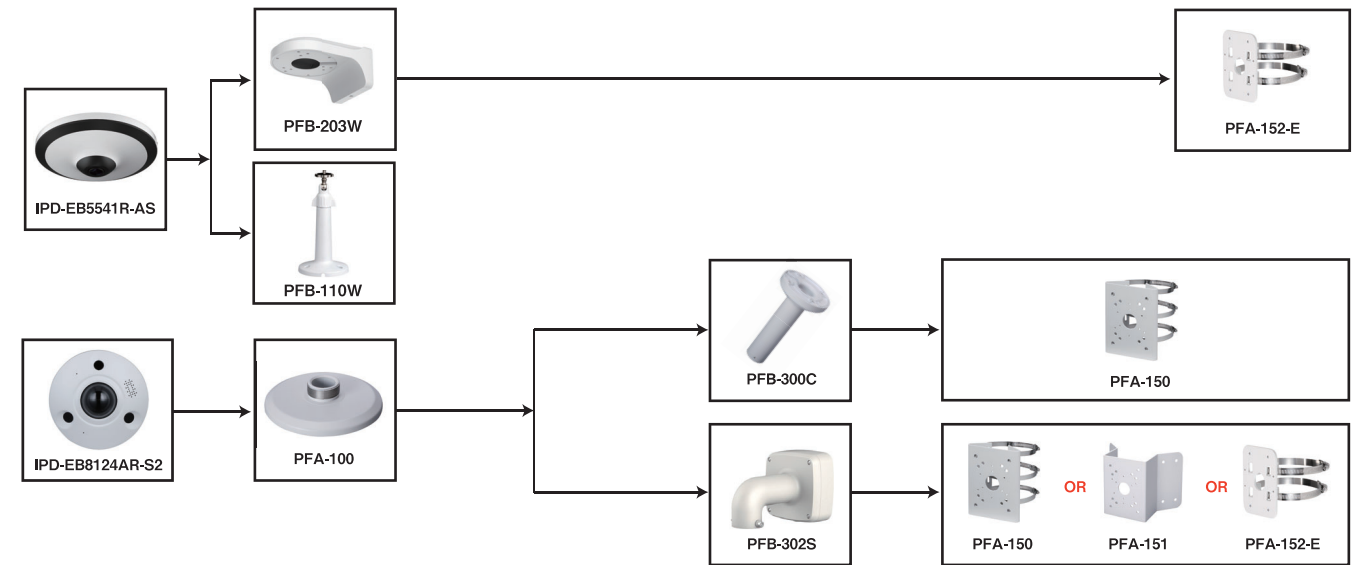 PFB-203W
PFA-152-E
IPD-EB5541R-AS
PFB-110W
PFB-300C
PFA-150
IPD-EB8124AR-S2
PFA-100
PFB-302S
PFA-150
OR
PFA-151
OR
PFA-152-E